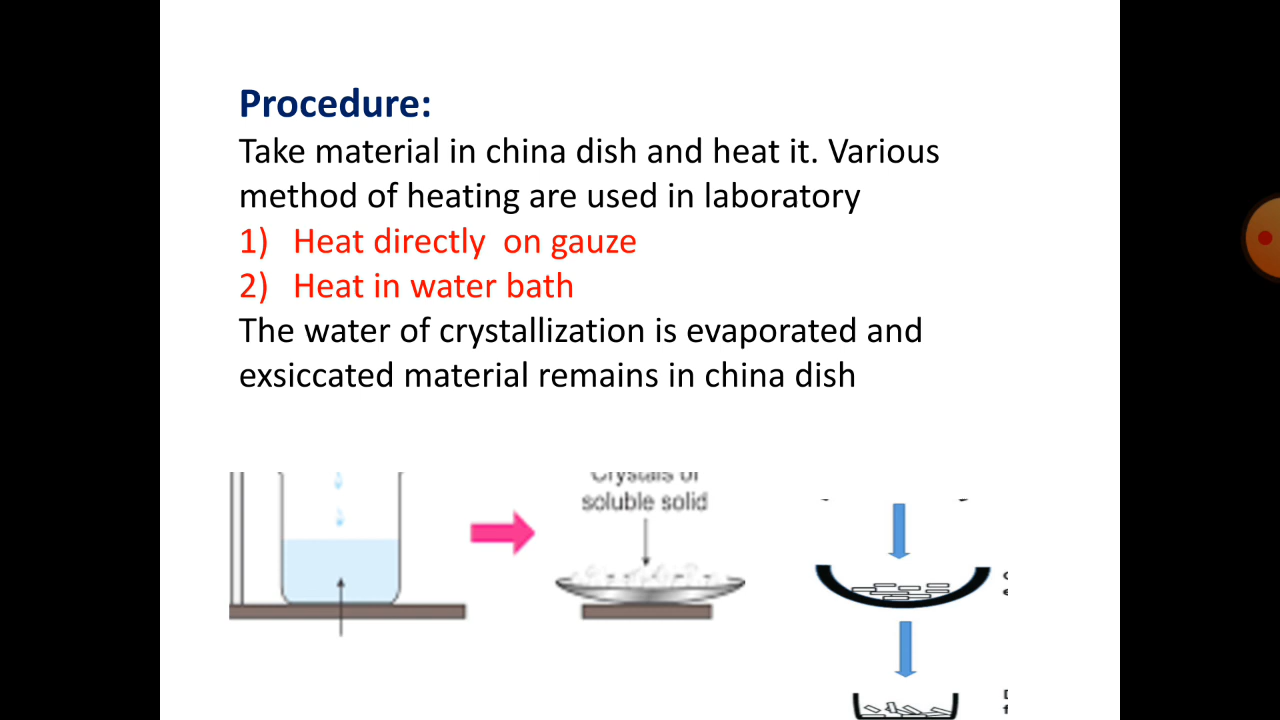 Procedure:
Take material in china dish and heat it. Various
method of heating are used in laboratory
1) Heat directly on gauze
2) Heat in water bath
The water of crystallization is evaporated and
exsiccated material remains in china dish
Crystals of
soluble solid